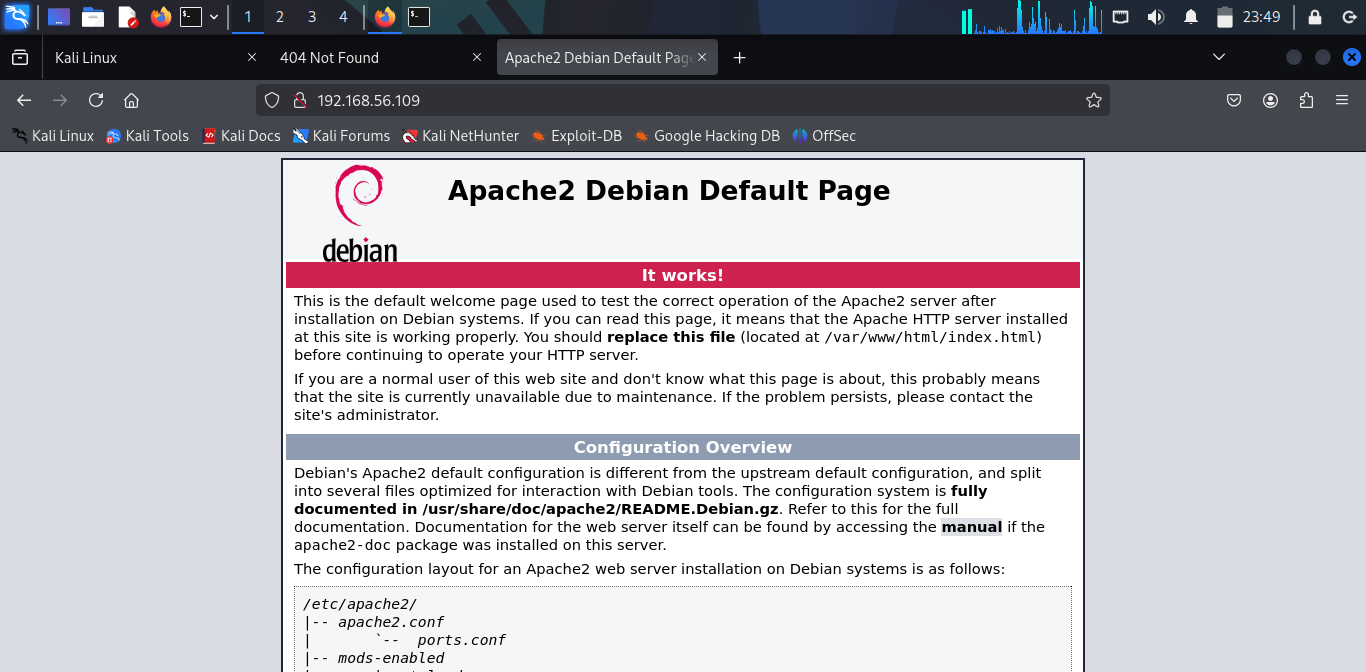 1 2 3 4 23:49
Kali Linux 404 Not Found Apache2 Debian Default Page
192.168.56.109
Kali Linux Kali Tools Kali Docs Kali Forums Kali NetHunter Exploit-DB Google Hacking DB OffSec
debian
Apache2 Debian Default Page
It works!
This is the default welcome page used to test the correct operation of the Apache2 server after
installation on Debian systems. If you can read this page, it means that the Apache HTTP server installed
at this site is working properly. You should replace this file (located at /var/www/html/index.html)
before continuing to operate your HTTP server.
If you are a normal user of this web site and don't know what this page is about, this probably means
that the site is currently unavailable due to maintenance. If the problem persists, please contact the
site's administrator.
Configuration Overview
Debian's Apache2 default configuration is different from the upstream default configuration, and split
into several files optimized for interaction with Debian tools. The configuration system is fully
documented in /usr/share/doc/apache2/README.Debian.gz. Refer to this for the full
documentation. Documentation for the web server itself can be found by accessing the manual if the
apache2-doc package was installed on this server.
The configuration layout for an Apache2 web server installation on Debian systems is as follows:
/etc/apache2/
|-- apache2.conf
|       `--  ports.conf
|-- mods-enabled